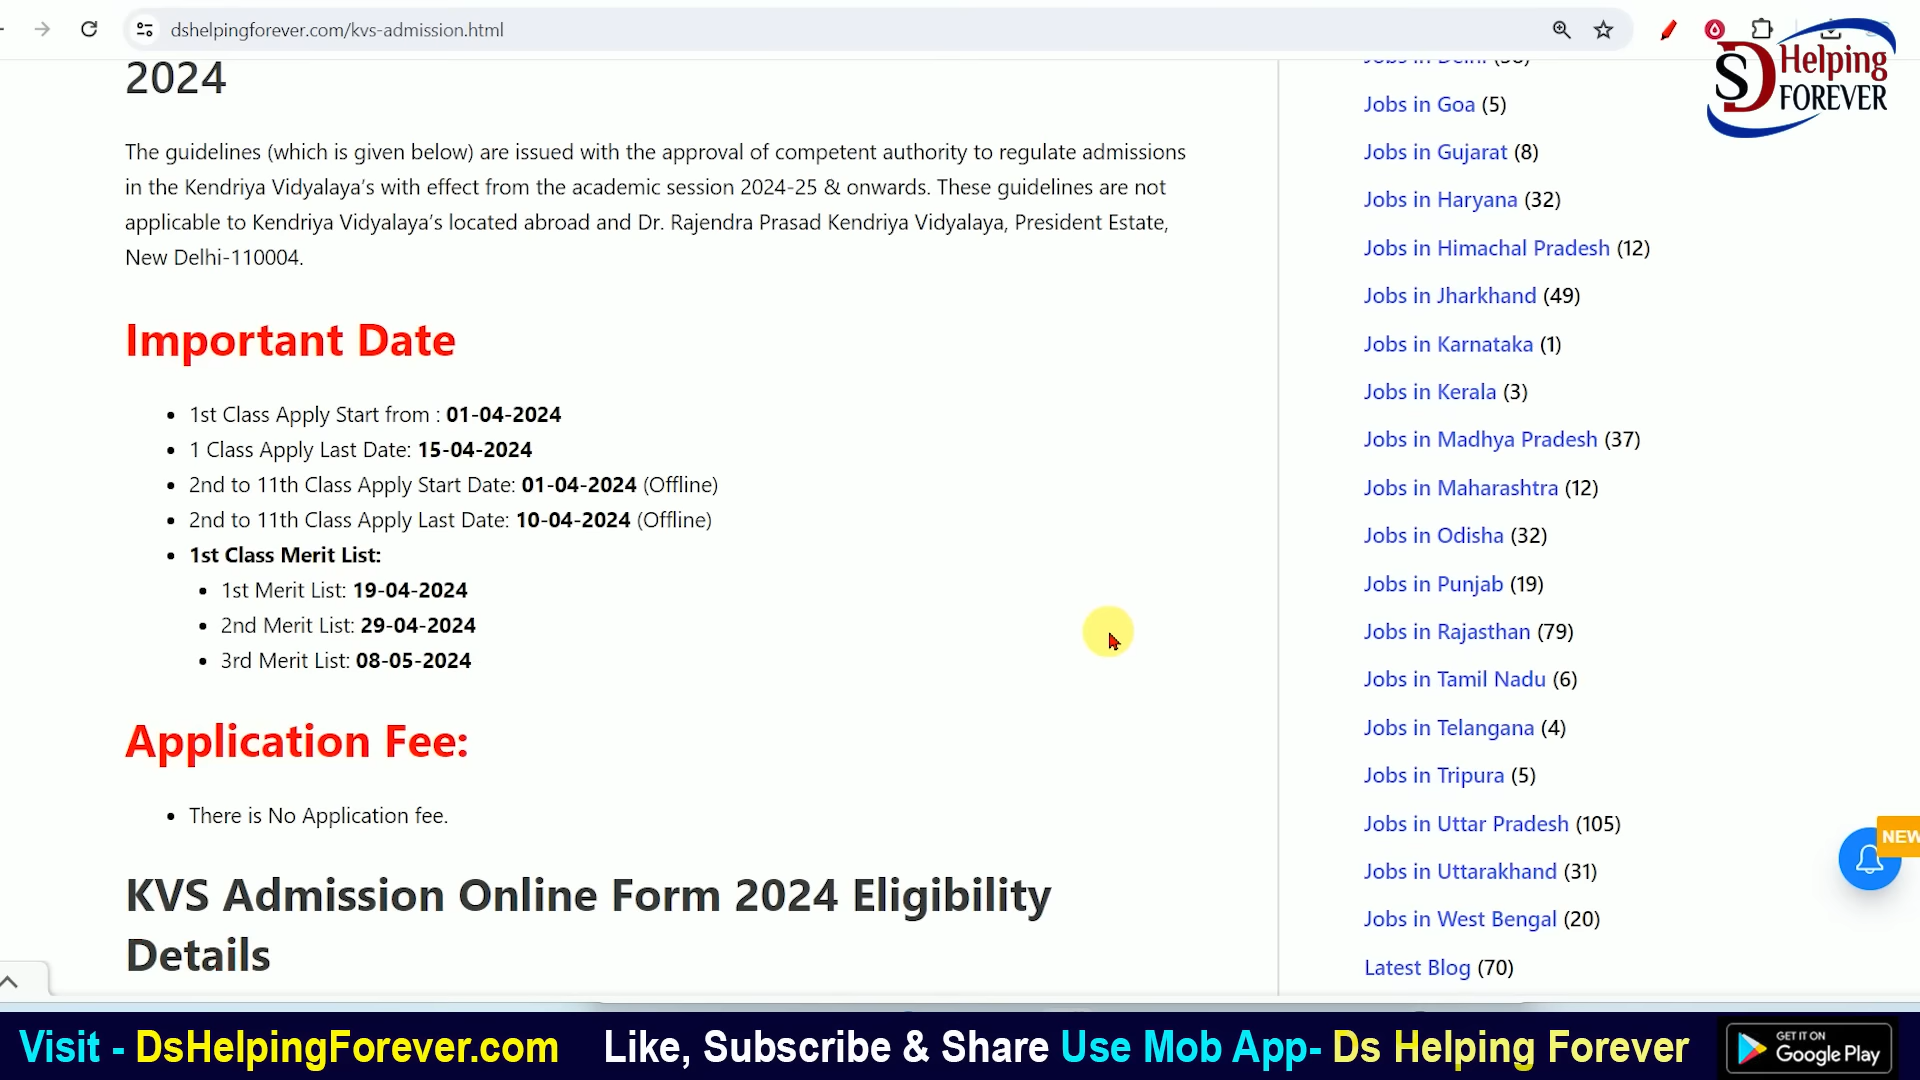 dshelpingforever.com/kvs-admission.html
SD Helping
FOREVER
2024
The guidelines (which is given below) are issued with the approval of competent authority to regulate admissions
in the Kendriya Vidyalaya's with effect from the academic session 2024-25 & onwards. These guidelines are not
applicable to Kendriya Vidyalaya's located abroad and Dr. Rajendra Prasad Kendriya Vidyalaya, President Estate,
New Delhi-110004.
Important Date
• 1st Class Apply Start from : 01-04-2024
• 1 Class Apply Last Date: 15-04-2024
• 2nd to 11th Class Apply Start Date: 01-04-2024 (Offline)
• 2nd to 11th Class Apply Last Date: 10-04-2024 (Offline)
• 1st Class Merit List:
• 1st Merit List: 19-04-2024
• 2nd Merit List: 29-04-2024
• 3rd Merit List: 08-05-2024
Application Fee:
• There is No Application fee.
KVS Admission Online Form 2024 Eligibility
Details
Jobs in Goa (5)
Jobs in Gujarat (8)
Jobs in Haryana (32)
Jobs in Himachal Pradesh (12)
Jobs in Jharkhand (49)
Jobs in Karnataka (1)
Jobs in Kerala (3)
Jobs in Madhya Pradesh (37)
Jobs in Maharashtra (12)
Jobs in Odisha (32)
Jobs in Punjab (19)
Jobs in Rajasthan (79)
Jobs in Tamil Nadu (6)
Jobs in Telangana (4)
Jobs in Tripura (5)
Jobs in Uttar Pradesh (105)
Jobs in Uttarakhand (31)
Jobs in West Bengal (20)
Latest Blog (70)
NEW
Visit - DsHelpingForever.com Like, Subscribe & Share Use Mob App- Ds Helping Forever
GET IT ON
Google Play